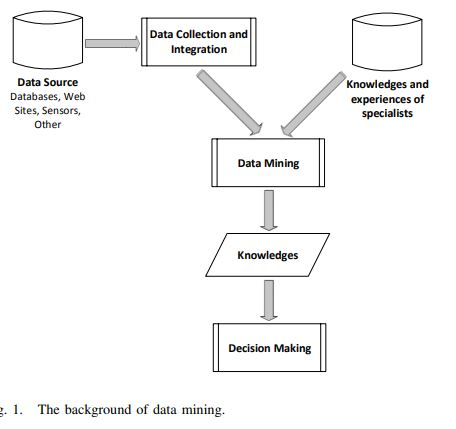 Data Collection and
Integration
Data Source
Databases, Web
Sites, Sensors,
Other
Knowledges and
experiences of
specialists
Data Mining
Knowledges
Decision Making
g. 1. The background of data mining.